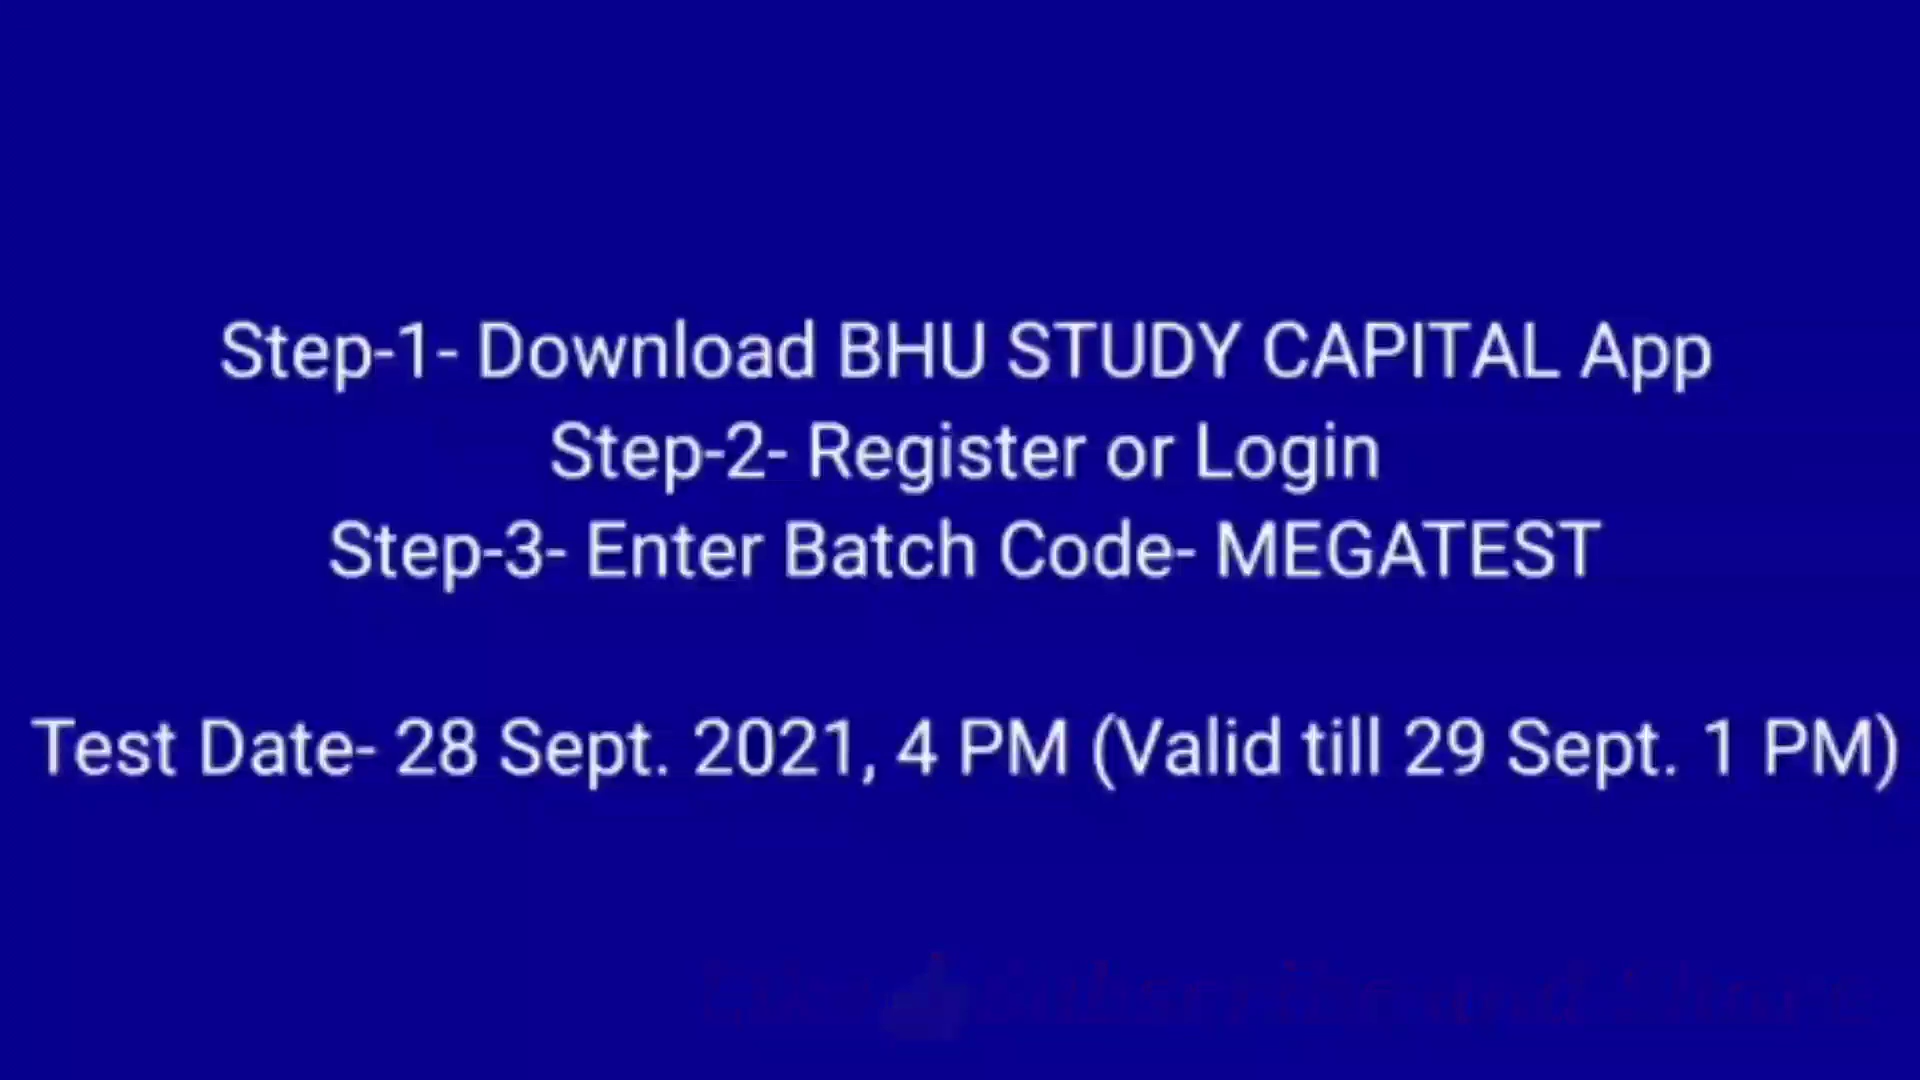 Step-1- Download BHU STUDY CAPITAL App
Step-2- Register or Login
Step-3- Enter Batch Code- MEGATEST
Test Date- 28 Sept. 2021, 4 PM (Valid till 29 Sept. 1 PM)